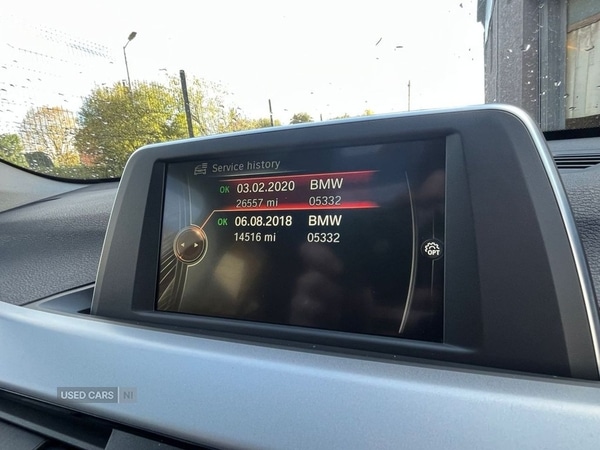 Service history
OK 03.02.2020 BMW
26557 mi 05332
OK 06.08.2018 BMW
14516 mi 05332
OPT
USED CARS NI